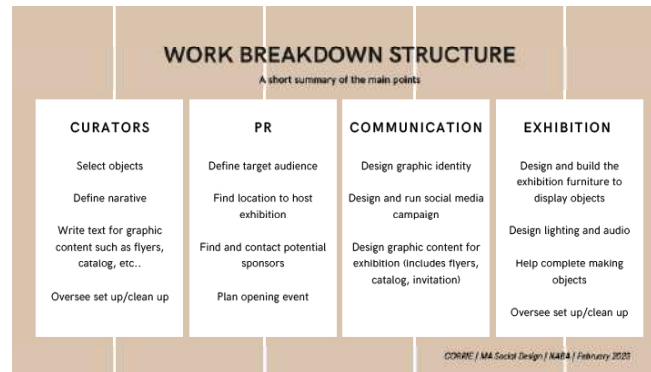 WORK BREAKDOWN STRUCTURE
A short summary of the main points
CURATORS
Select objects
Define narative
Write text for graphic
content such as flyers,
catalog, etc..
Oversee set up/clean up
PR
Define target audience
Find location to host
exhibition
Find and contact potential
sponsors
Plan opening event
COMMUNICATION
Design graphic identity
Design and run social media
campaign
Design graphic content for
exhibition (includes flyers,
catalog, invitation)
EXHIBITION
Design and build the
exhibition furniture to
display objects
Design lighting and audio
Help complete making
objects
Oversee set up/clean up
CORRIE / MA Social Design / NABA / February 2023